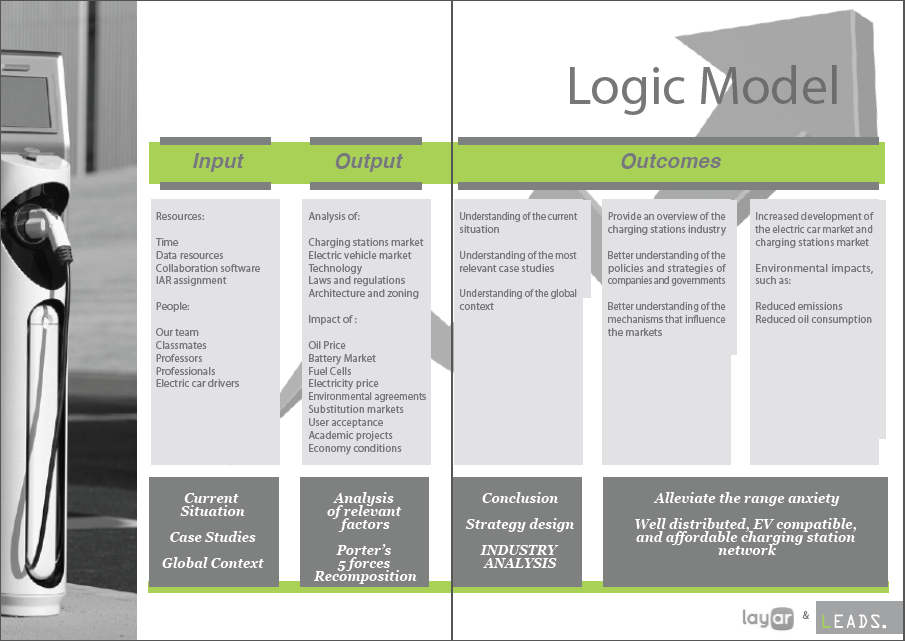 Logic Model
Input
Output
Outcomes
Resources:
Time
Data resources
Collaboration software
IAR assignment
People:
Our team
Classmates
Professors
Professionals
Electric car drivers
Analysis of:
Charging stations market
Electric vehicle market
Technology
Laws and regulations
Architecture and zoning
Impact of :
Oil Price
Battery Market
Fuel Cells
Electricity price
Environmental agreements
Substitution markets
User acceptance
Academic projects
Economy conditions
Understanding of the current
situation
Understanding of the most
relevant case studies
Understanding of the global
context
Provide an overview of the
charging stations industry
Better understanding of the
policies and strategies of
companies and governments
Better understanding of the
mechanisms that influence
the markets
Increased development of
the electric car market and
charging stations market
Environmental impacts,
such as:
Reduced emissions
Reduced oil consumption
Current
Situation
Case Studies
Global Context
Analysis
of relevant
factors
Porter's
5 forces
Recomposition
Conclusion
Strategy design
INDUSTRY
ANALYSIS
Alleviate the range anxiety
Well distributed, EV compatible,
and affordable charging station
network
layar & LEADS.